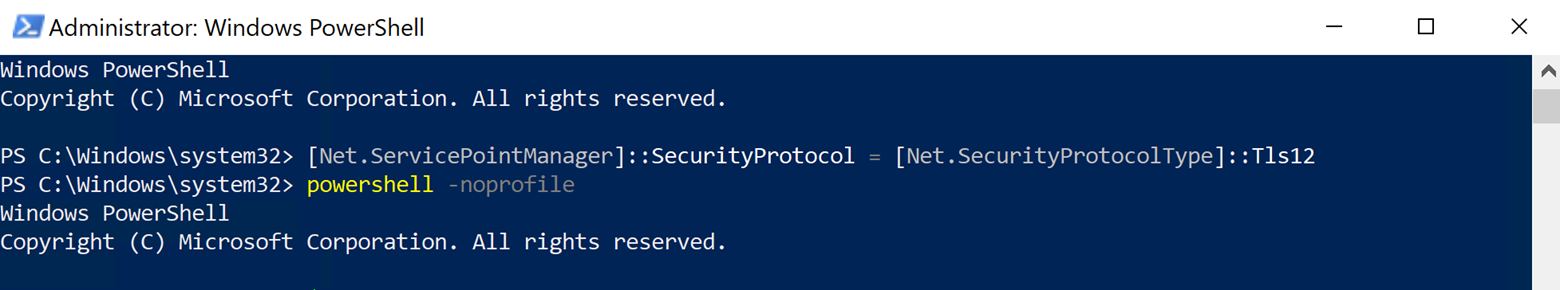 Administrator: Windows PowerShell
Windows PowerShell
Copyright (C) Microsoft Corporation. All rights reserved.
PS C:\Windows\system32> [Net.ServicePointManager]::SecurityProtocol = [Net.SecurityProtocolType]::Tls12
PS C:\Windows\system32> powershell -noprofile
Windows PowerShell
Copyright (C) Microsoft Corporation. All rights reserved.